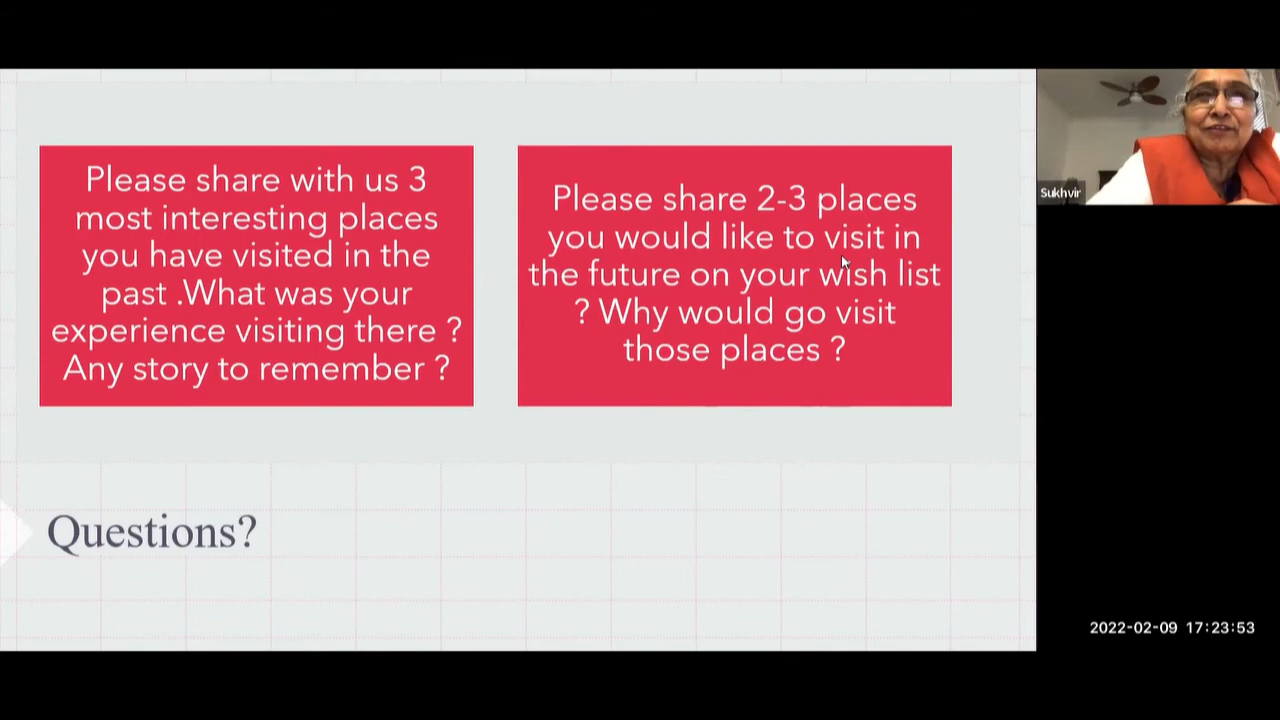 Please share with us 3
most interesting places
you have visited in the
past .What was your
experience visiting there ?
Any story to remember ?
Please share 2-3 places
you would like to visit in
the future on your wish list
? Why would go visit
those places ?
Sukhvir
Questions?
2022-02-09 17:23:53